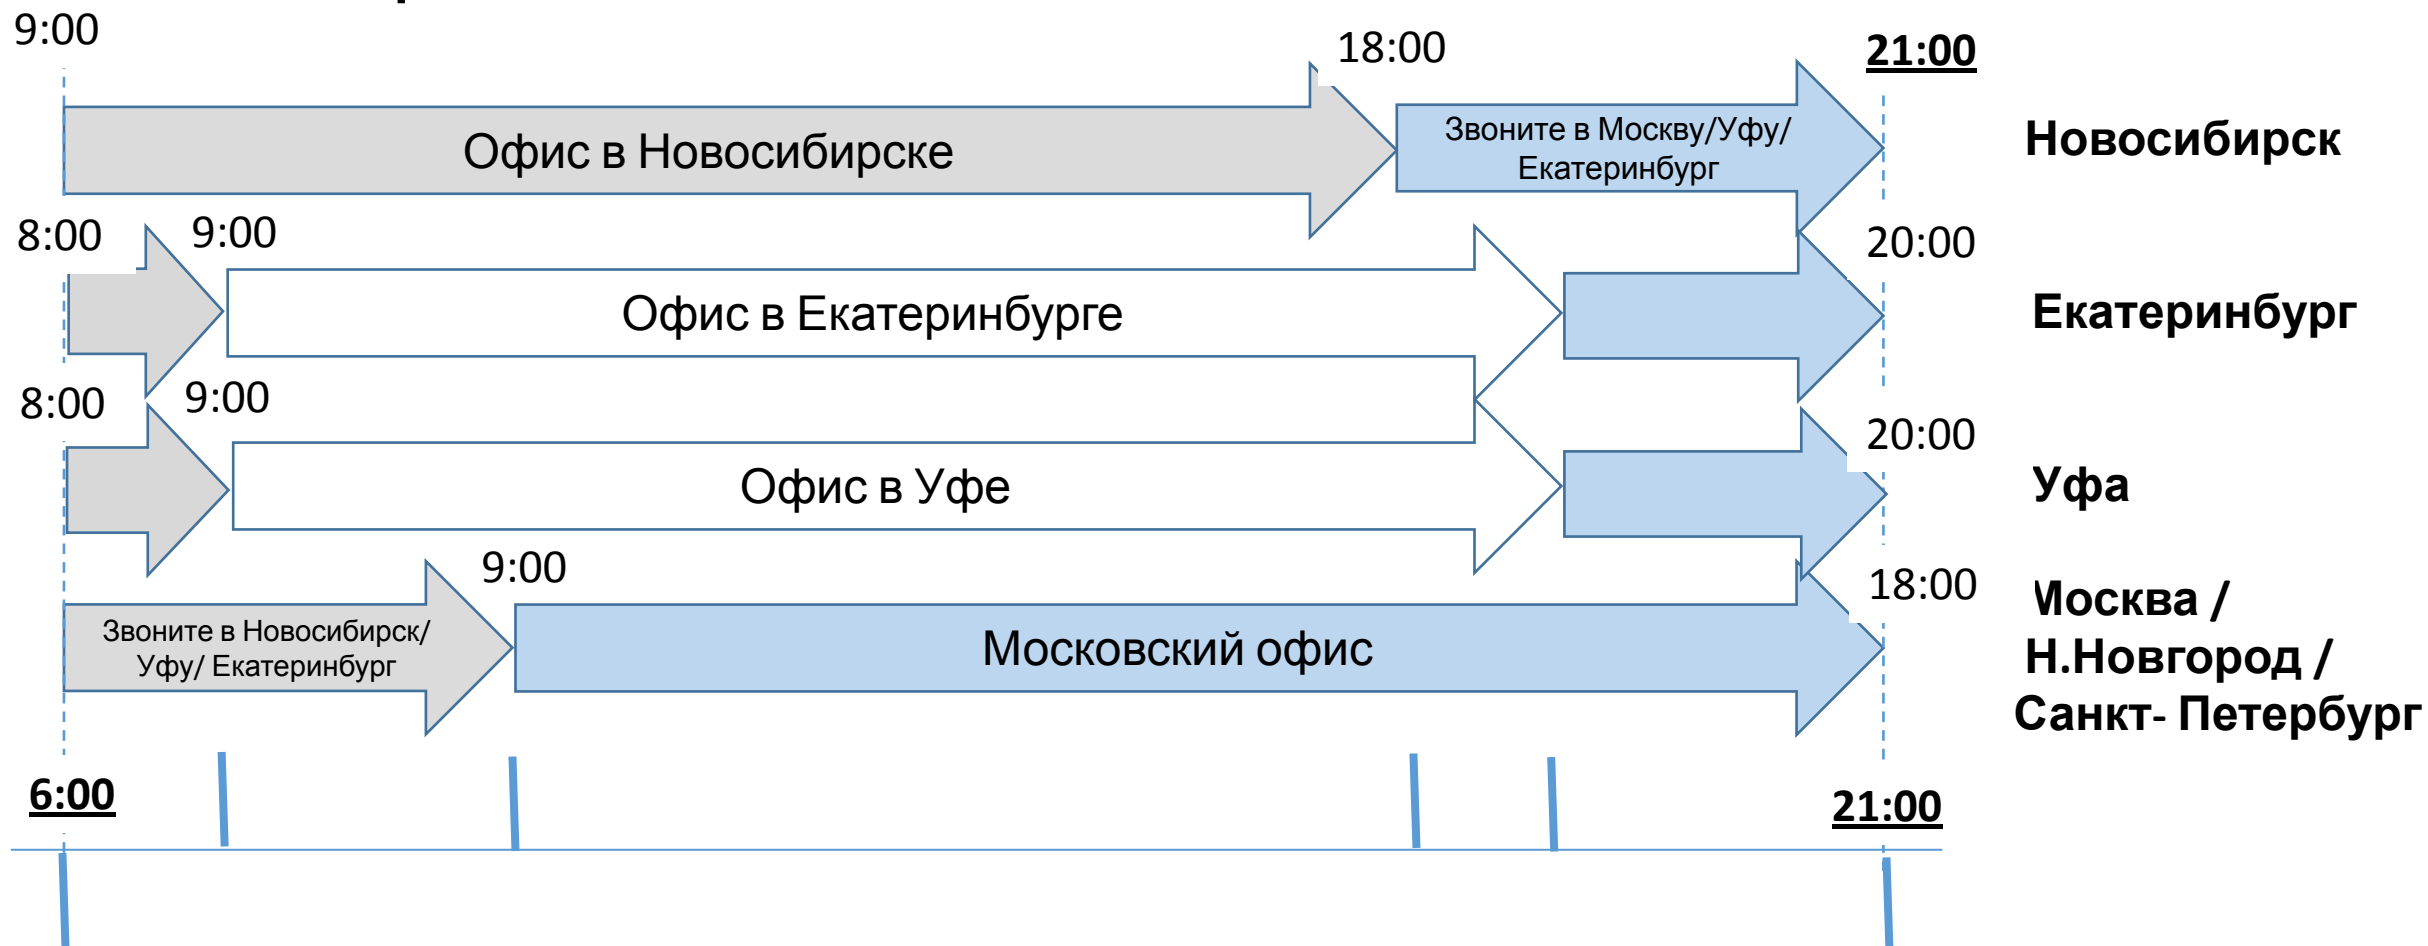 9:00
18:00
21:00
Офис в Новосибирске
Звоните в Москву/Уфу/
Екатеринбург
Новосибирск
8:00
9:00
20:00
Офис в Екатеринбурге
Екатеринбург
8:00
9:00
20:00
Офис в Уфе
Уфа
9:00
18:00
Звоните в Новосибирск/
Уфу/ Екатеринбург
Московский офис
Москва /
Н.Новгород /
Санкт- Петербург
6:00
21:00